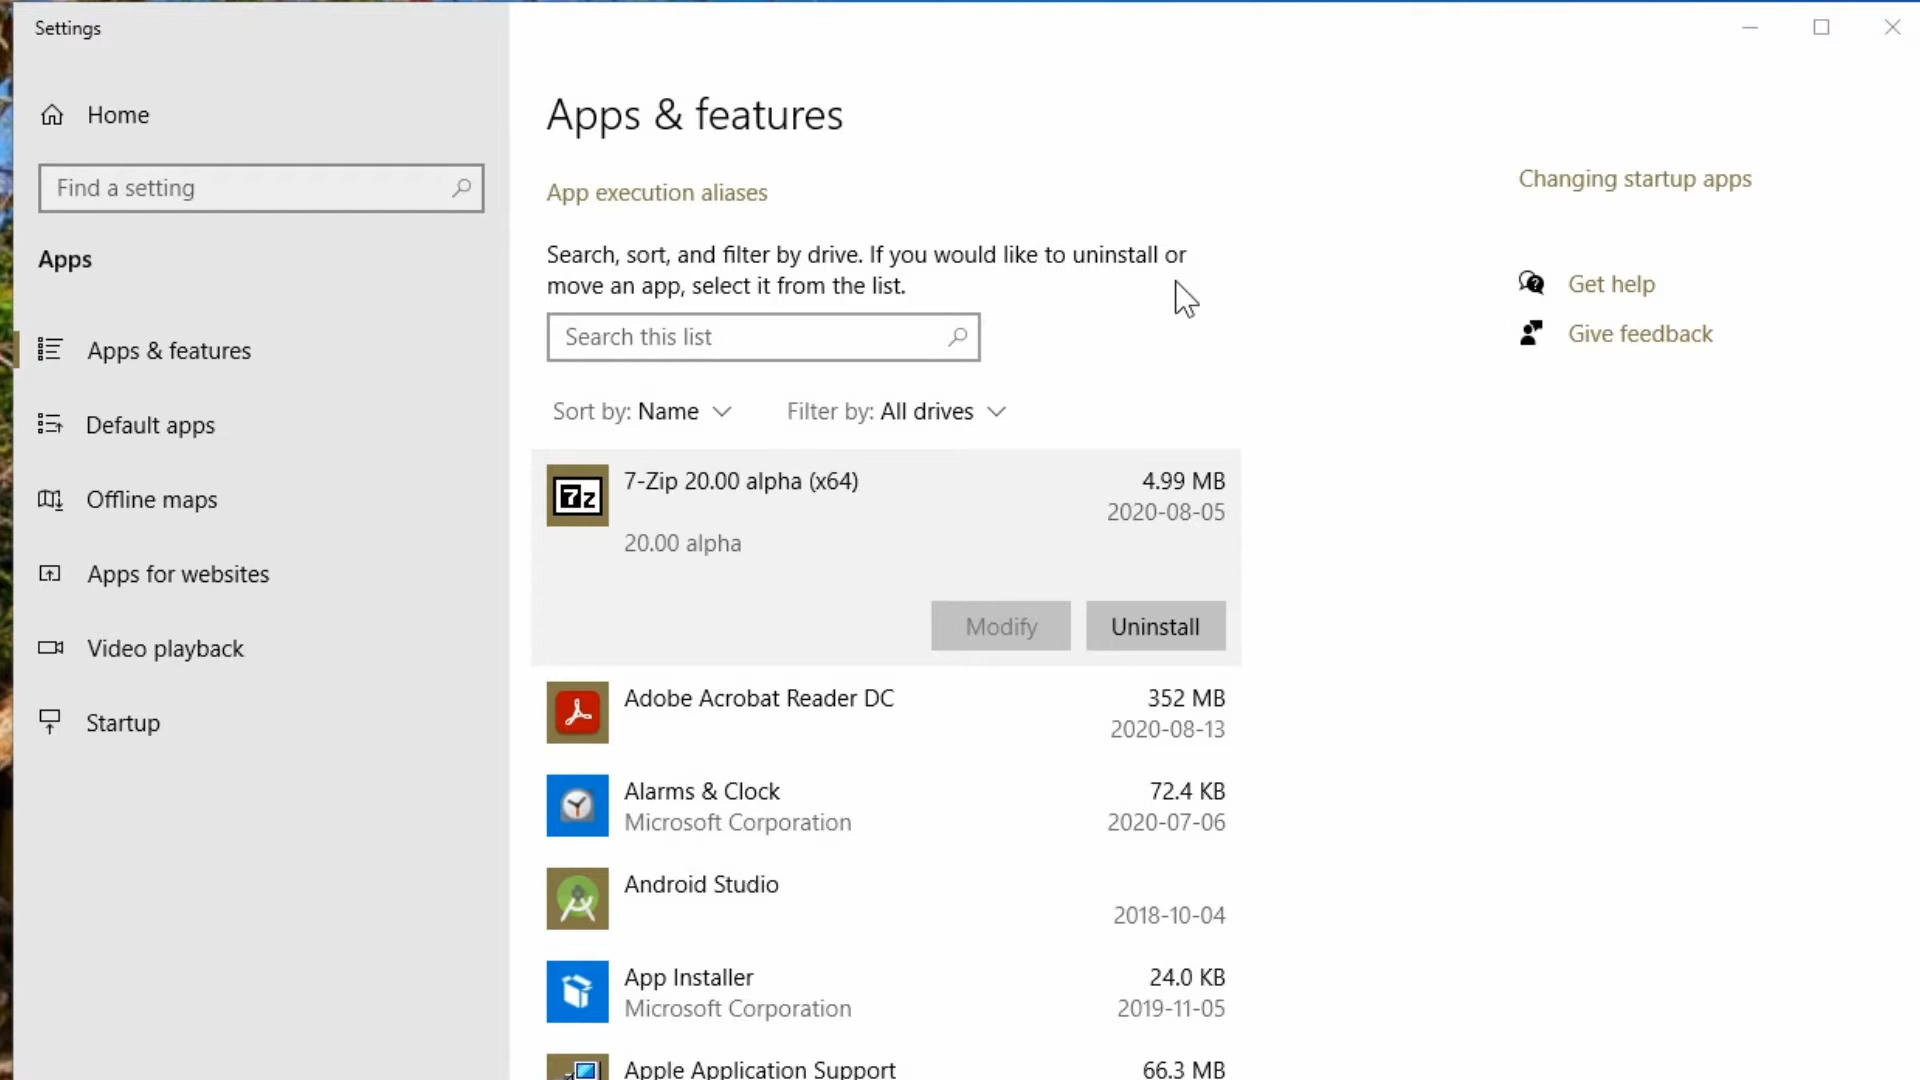 Settings
Home
Find a setting
Apps
Apps & features
Default apps
Offline maps
Apps for websites
Video playback
Startup
Apps & features
App execution aliases
Search, sort, and filter by drive. If you would like to uninstall or
move an app, select it from the list.
Search this list
Sort by: Name
Filter by: All drives
7z
7-Zip 20.00 alpha (x64)
4.99 MB
2020-08-05
20.00 alpha
Modify
Uninstall
Adobe Acrobat Reader DC
352 MB
2020-08-13
Alarms & Clock
72.4 KB
Microsoft Corporation
2020-07-06
Android Studio
2018-10-04
App Installer
24.0 KB
Microsoft Corporation
2019-11-05
Apple Application Support
66.3 MB
Changing startup apps
Get help
Give feedback